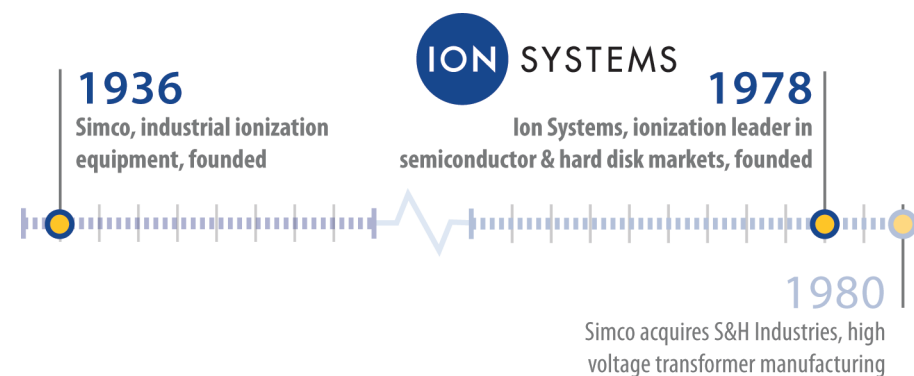 ION SYSTEMS
1936
Simco, industrial ionization
equipment, founded
1978
Ion Systems, ionization leader in
semiconductor & hard disk markets, founded
1980
Simco acquires S&H Industries, high
voltage transformer manufacturing